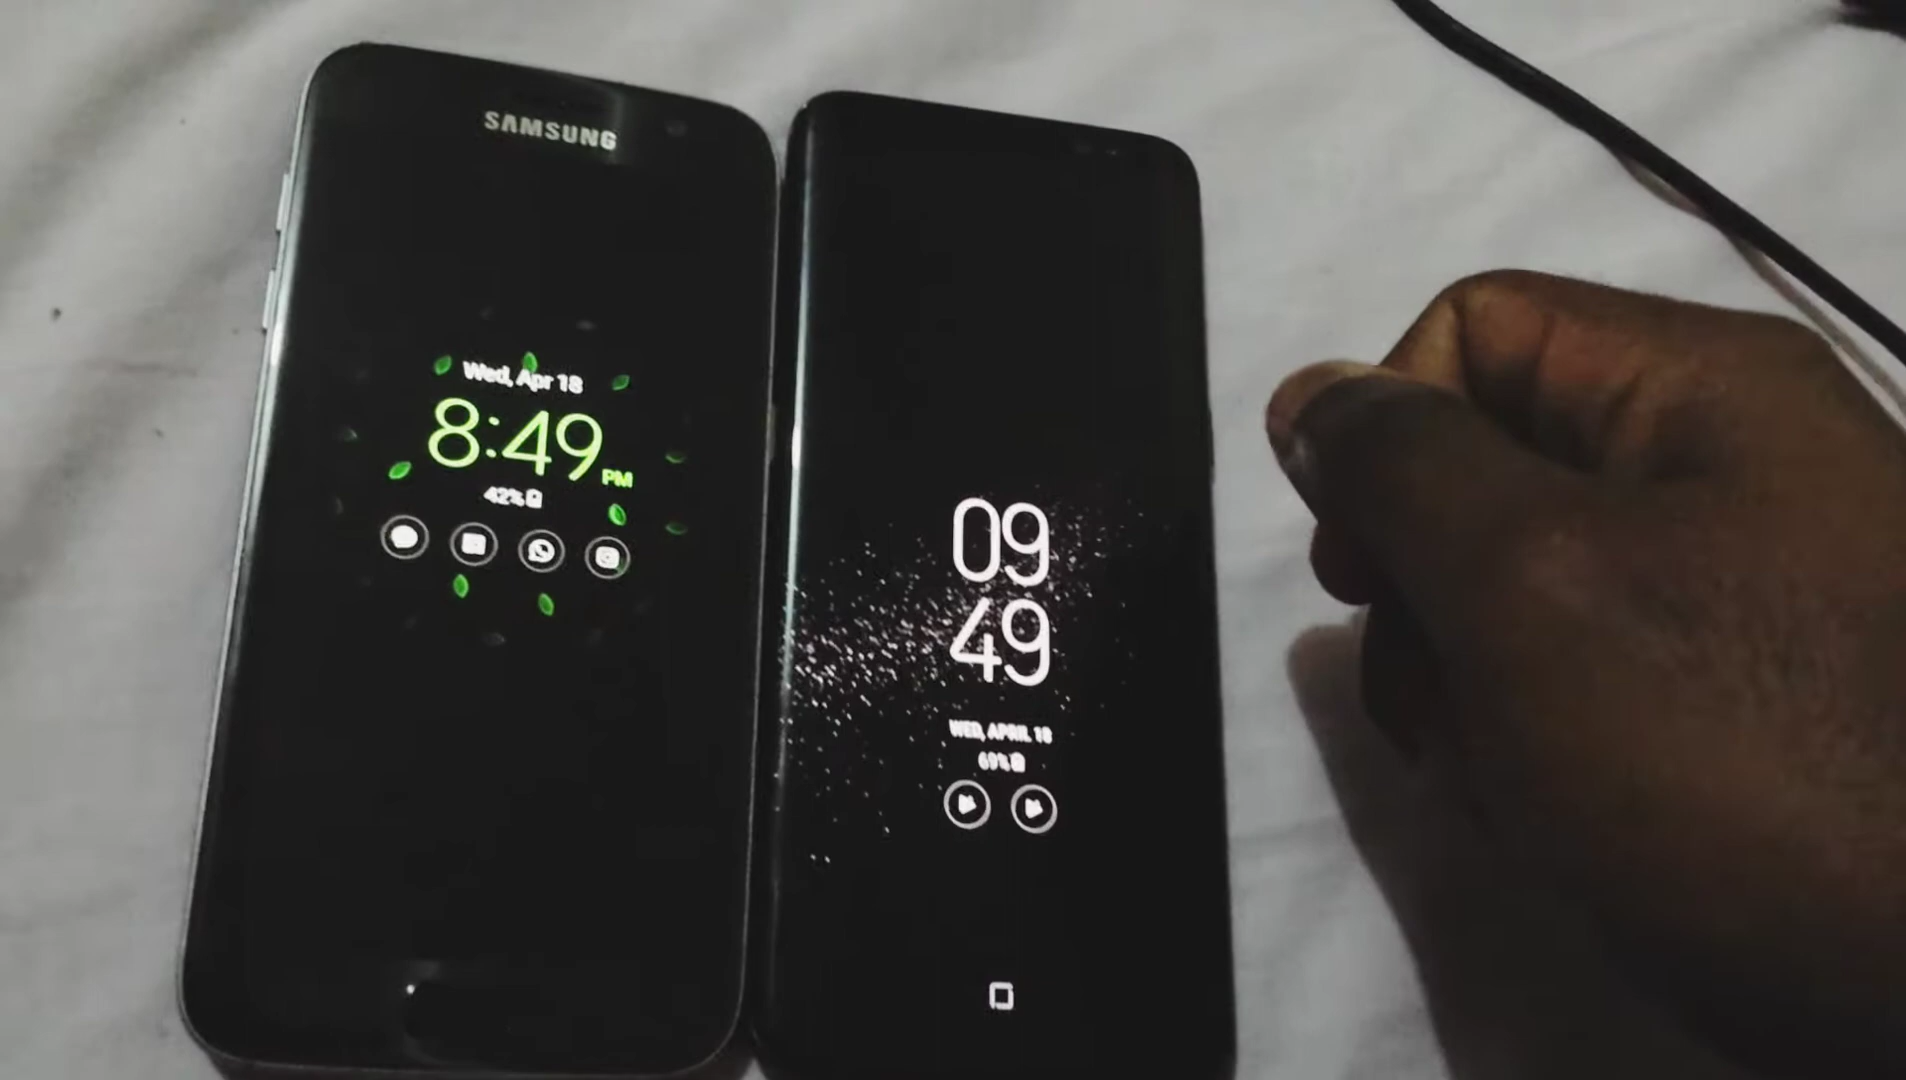 SAMSUNG
Wed, Apr 18
8:49 PM
42%
09
49
WED, APRIL 18
69%